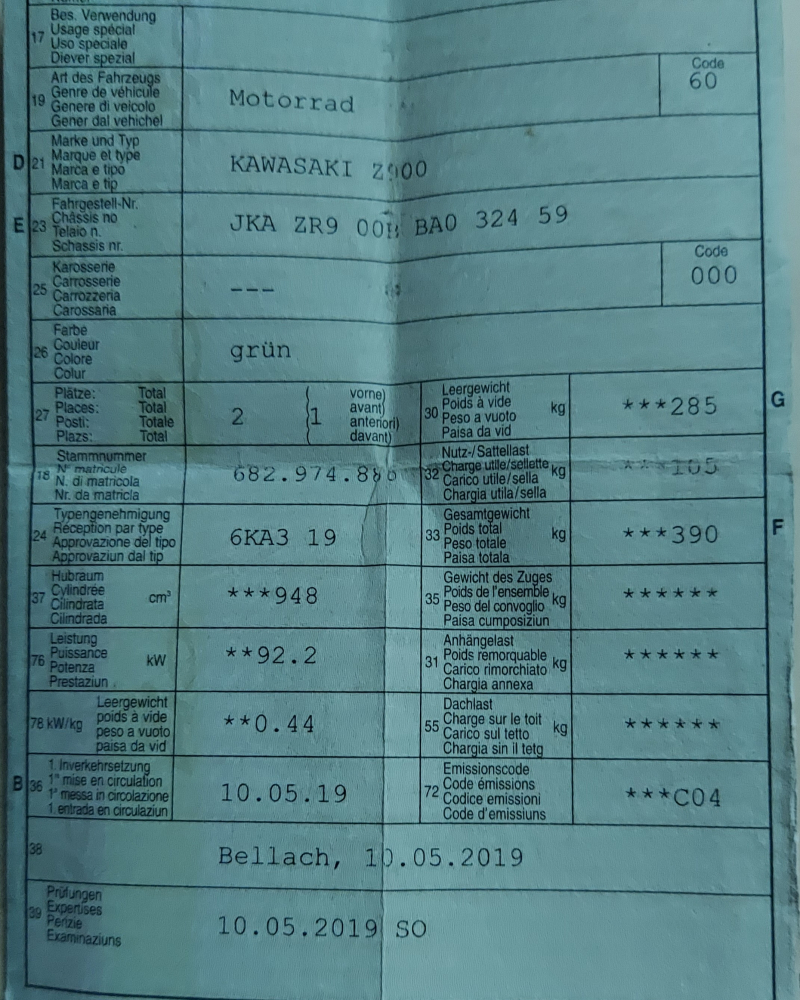 17 Bes. Verwendung
Usage spécial
Uso speciale
Diever spezial
19 Art des Fahrzeugs
Genre de véhicule
Genere di veicolo
Gener dal vehichel
Motorrad
Code
60
D 21 Marke und Typ
Marque et type
Marca e tipo
Marca e tip
KAWASAKI Z900
E 23 Fahrgestell-Nr.
Châssis no
Telaio n.
Schassis nr.
JKA ZR9 00B BA0 324 59
25 Karosserie
Carrosserie
Carrozzeria
Carossaria
---
Code
000
26 Farbe
Couleur
Colore
Colur
grün
27 Plätze: Total
Places: Total
Posti: Totale
Plazs: Total
2 (1 vorne)
avant)
anteriori)
davant)
30 Leergewicht
Poids à vide
Peso a vuoto
Paisa da vid
kg
***285
G
18 Stammnummer
N° matricule
N. di matricola
Nr. da matricla
682.974.8
32 Nutz-/Sattellast
Charge utile/sellette
Carico utile/sella
Chargia utila/sella
kg
***105
24 Typengenehmigung
Réception par type
Approvazione del tipo
Approvaziun dal tip
6KA3 19
33 Gesamtgewicht
Poids total
Peso totale
Paisa totala
kg
***390
F
37 Hubraum
Cylindrée
Cilindrata
Cilindrada
cm³
***948
35 Gewicht des Zuges
Poids de l'ensemble
Peso del convoglio
Paisa cumposiziun
kg
******
76 Leistung
Puissance
Potenza
Prestaziun
kW
**92.2
31 Anhängelast
Poids remorquable
Carico rimorchiato
Chargia annexa
kg
******
78 kW/kg Leergewicht
poids à vide
peso a vuoto
paisa da vid
**0.44
55 Dachlast
Charge sur le toit
Carico sul tetto
Chargia sin il tetg
kg
******
B 36 1. Inverkehrsetzung
1re mise en circulation
1a messa in circolazione
1. entrada en circulaziun
10.05.19
72 Emissionscode
Code émissions
Codice emissioni
Code d'emissiuns
***C04
38
Bellach, 10.05.2019
39 Prüfungen
Expertises
Perizie
Examinaziuns
10.05.2019 SO